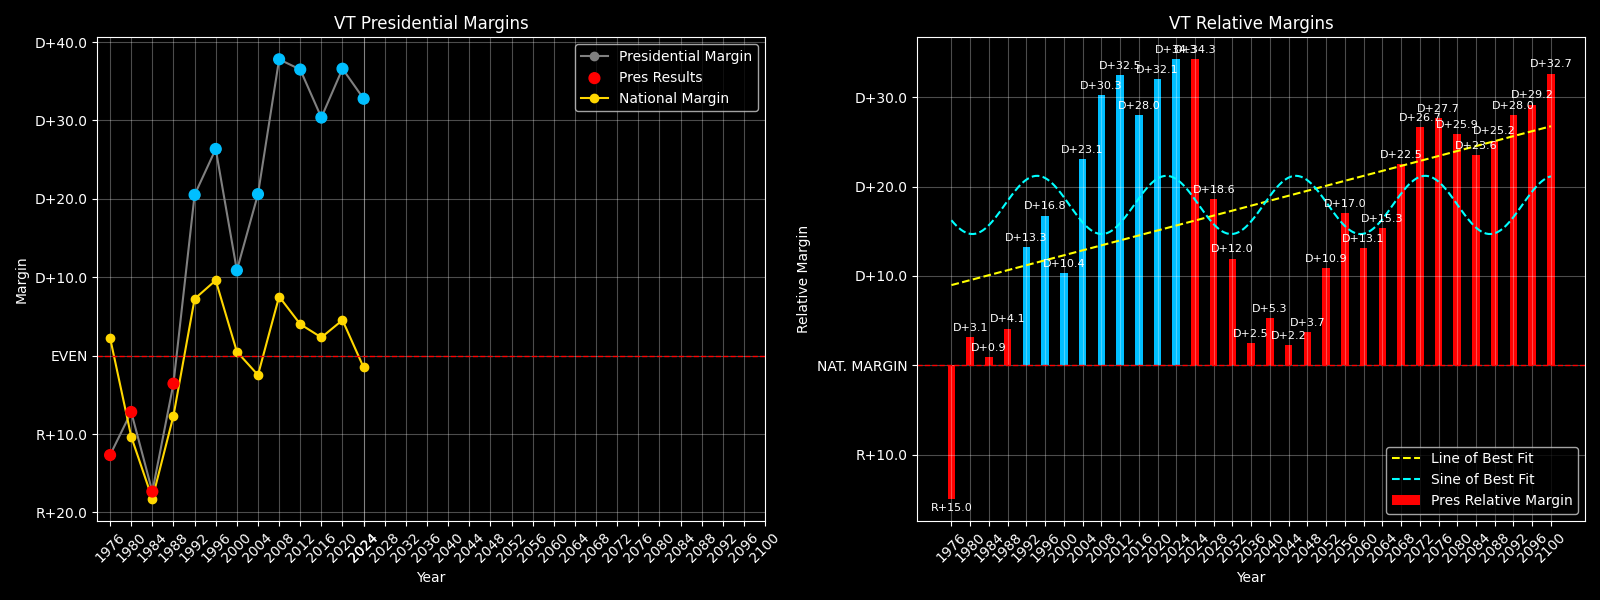 VT Presidential Margins
D+40.0
D+30.0
D+20.0
D+10.0
EVEN
R+10.0
R+20.0
Margin
Presidential Margin
Pres Results
National Margin
1976 1980 1984 1988 1992 1996 2000 2004 2008 2012 2016 2020 2024 2028 2032 2036 2040 2044 2048 2052 2056 2060 2064 2068 2072 2076 2080 2084 2088 2092 2096 2100
Year
VT Relative Margins
D+30.0
D+20.0
D+10.0
NAT. MARGIN
R+10.0
Relative Margin
R+15.0
D+3.1
D+0.9
D+4.1
D+13.3
D+16.8
D+10.4
D+23.1
D+30.3
D+32.5
D+28.0
D+32.1
D+34.3
D+34.3
D+18.6
D+12.0
D+2.5
D+5.3
D+2.2
D+3.7
D+10.9
D+17.0
D+13.1
D+15.3
D+22.5
D+26.7
D+27.7
D+25.9
D+23.6
D+25.2
D+28.0
D+29.2
D+32.7
Line of Best Fit
Sine of Best Fit
Pres Relative Margin
1976 1980 1984 1988 1992 1996 2000 2004 2008 2012 2016 2020 2024 2024 2028 2032 2036 2040 2044 2048 2052 2056 2060 2064 2068 2072 2076 2080 2084 2088 2092 2096 2100
Year